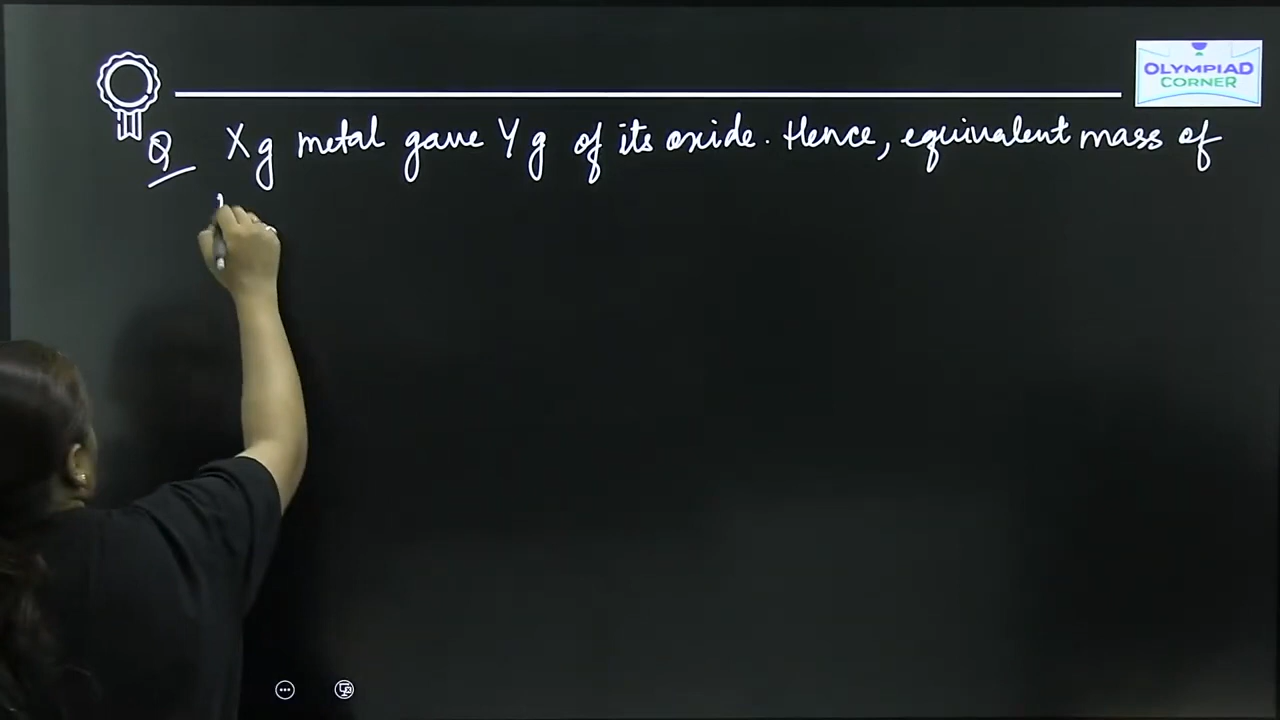 OLYMPIAD
CORNER
Q X g metal gave Y g of its oxide. Hence, equivalent mass of